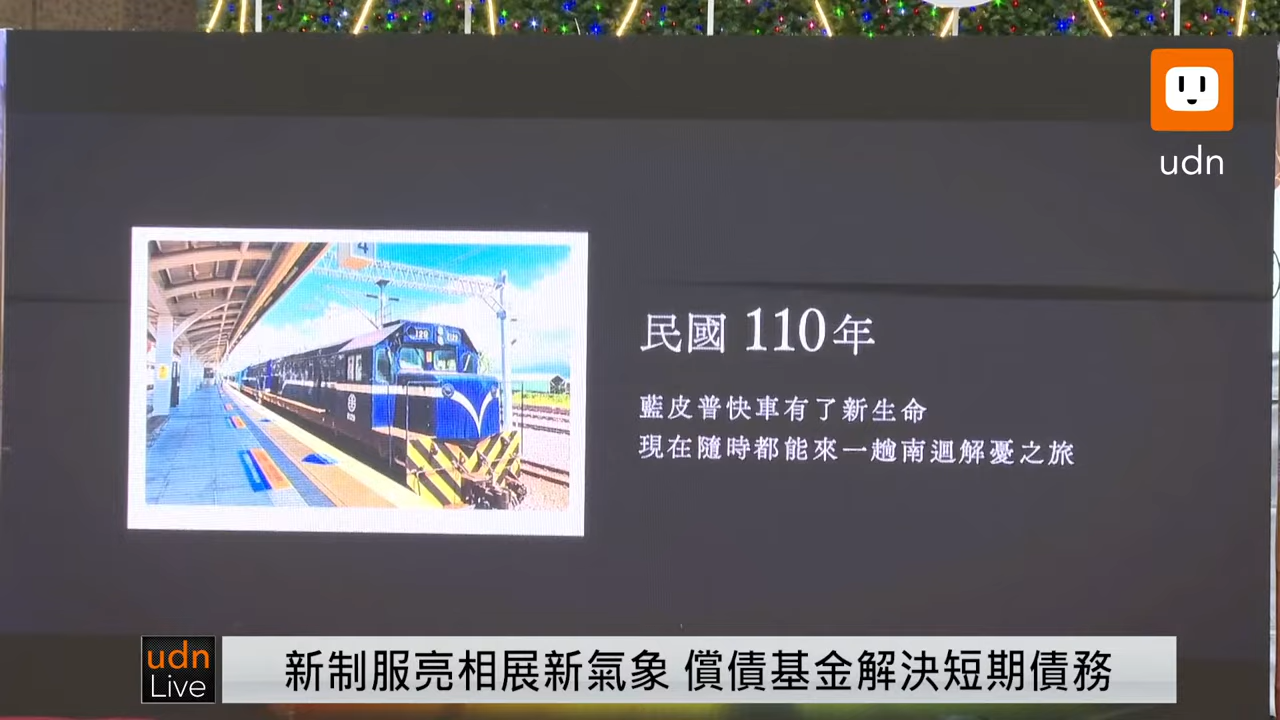 udn
4
120
民國 110年
藍皮普快車有了新生命
現在隨時都能來一趟南迴解憂之旅
udn
Live
新制服亮相展新氣象 償債基金解決短期債務